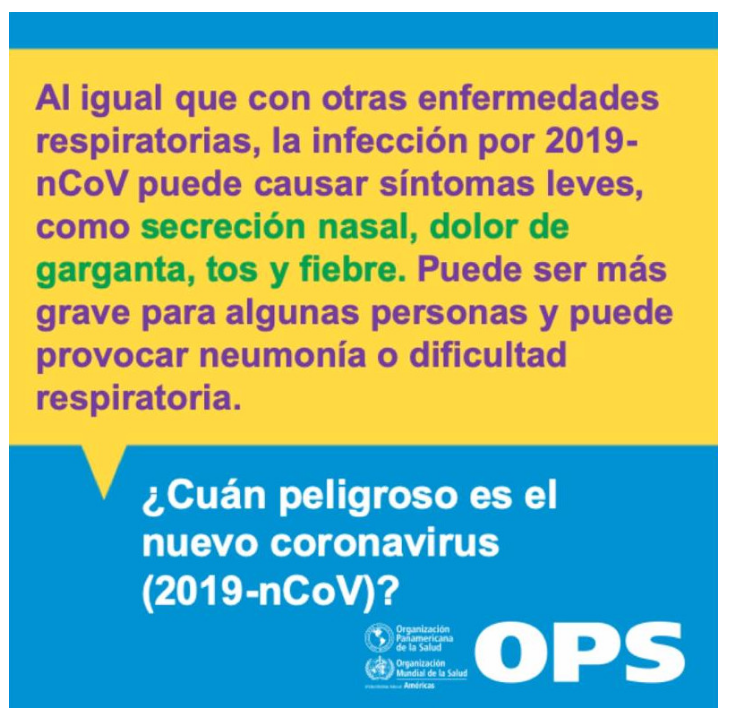 Al igual que con otras enfermedades
respiratorias, la infección por 2019-
nCoV puede causar síntomas leves,
como secreción nasal, dolor de
garganta, tos y fiebre. Puede ser más
grave para algunas personas y puede
provocar neumonía o dificultad
respiratoria.
¿Cuán peligroso es el
nuevo coronavirus
(2019-nCoV)?
Organización
Panamericana
de la Salud
Organización
Mundial de la Salud
Américas
OPS